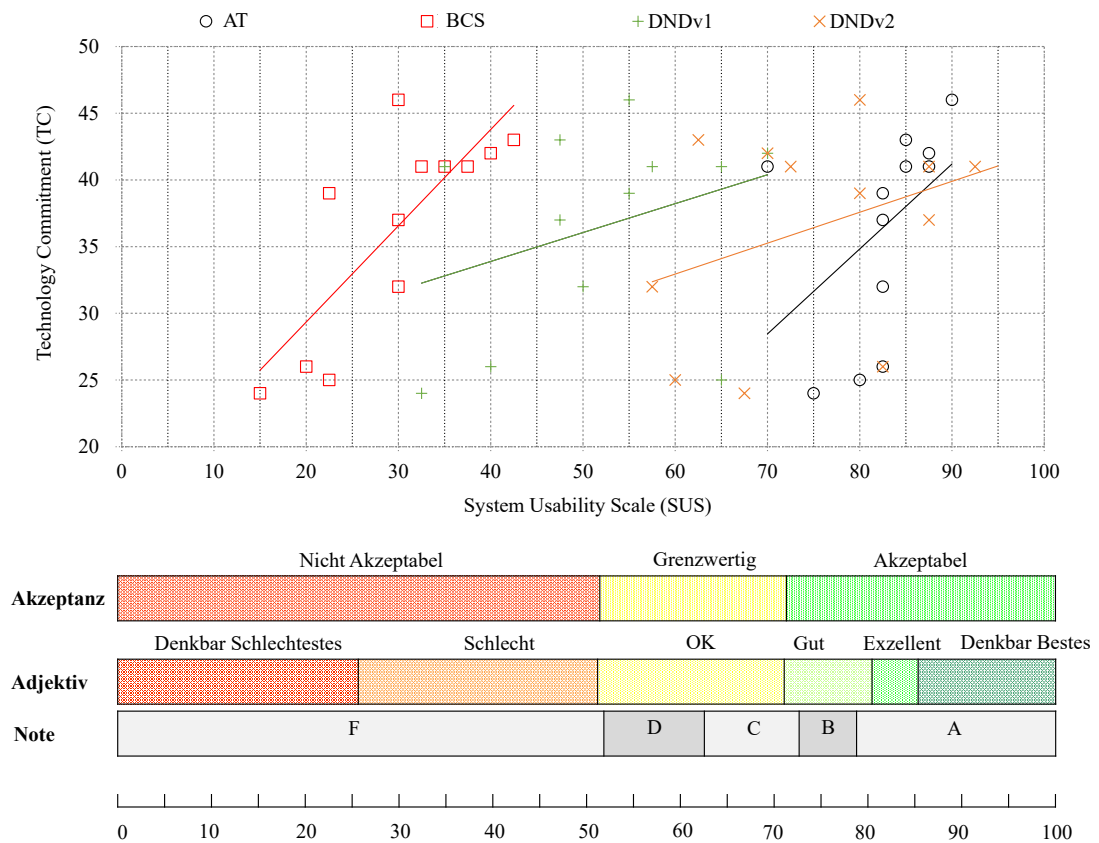 AT BCS DNDv1 DNDv2
50
45
40
35
30
25
20
Technology Commitment (TC)
0 10 20 30 40 50 60 70 80 90 100
System Usability Scale (SUS)
Nicht Akzeptabel Grenzwertig Akzeptabel
Akzeptanz
Denkbar Schlechtestes Schlecht OK Gut Exzellent Denkbar Bestes
Adjektiv
Note F D C B A
0 10 20 30 40 50 60 70 80 90 100